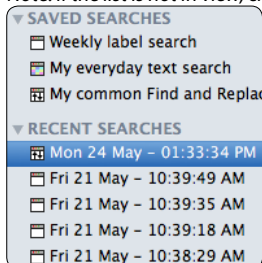 SAVED SEARCHES
Weekly label search
My everyday text search
My common Find and Replac
RECENT SEARCHES
Mon 24 May – 01:33:34 PM
Fri 21 May – 10:39:49 AM
Fri 21 May – 10:39:35 AM
Fri 21 May – 10:39:18 AM
Fri 21 May – 10:38:29 AM